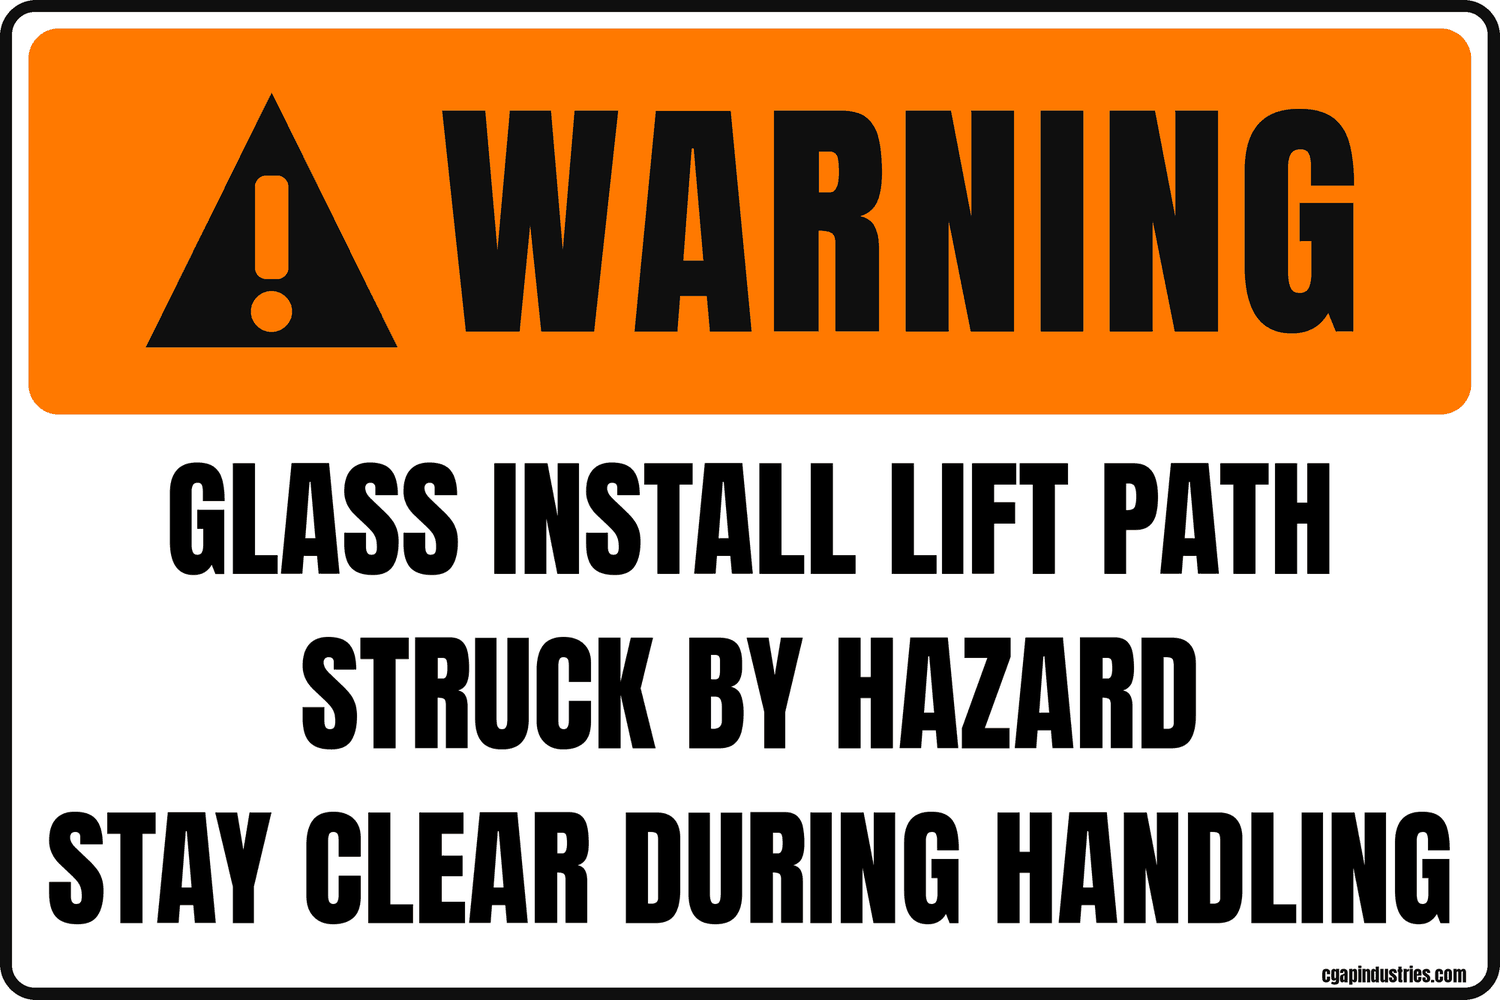 WARNING
GLASS INSTALL LIFT PATH
STRUCK BY HAZARD
STAY CLEAR DURING HANDLING
cgapindustries.com